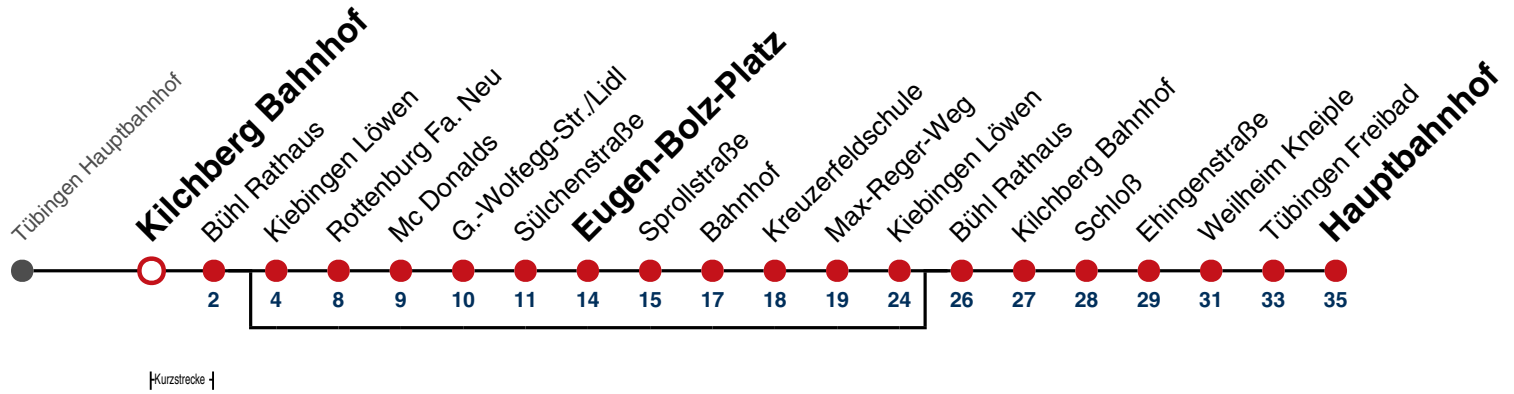 Tübingen Hauptbahnhof
Kilchberg Bahnhof
Bühl Rathaus
Kiebingen Löwen
Rottenburg Fa. Neu
Mc Donalds
G.-Wolfegg-Str./Lidl
Sülchenstraße
Eugen-Bolz-Platz
Sprollstraße
Bahnhof
Kreuzerfeldschule
Max-Reger-Weg
Kiebingen Löwen
Bühl Rathaus
Kilchberg Bahnhof
Schloß
Ehingenstraße
Weilheim Kneiple
Tübingen Freibad
Hauptbahnhof
2 4 8 9 10 11 14 15 17 18 19 24 26 27 28 29 31 33 35
Kurzstrecke